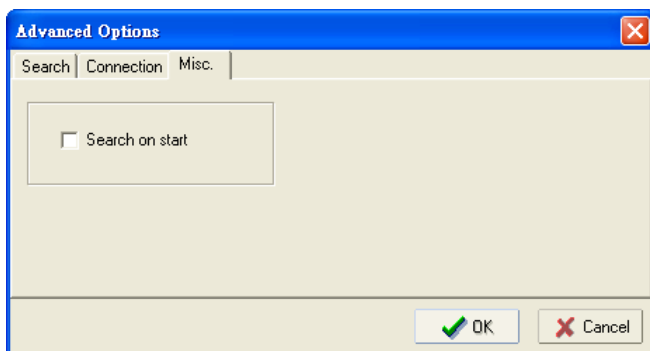 Advanced Options
Search Connection Misc.
Search on start
OK Cancel